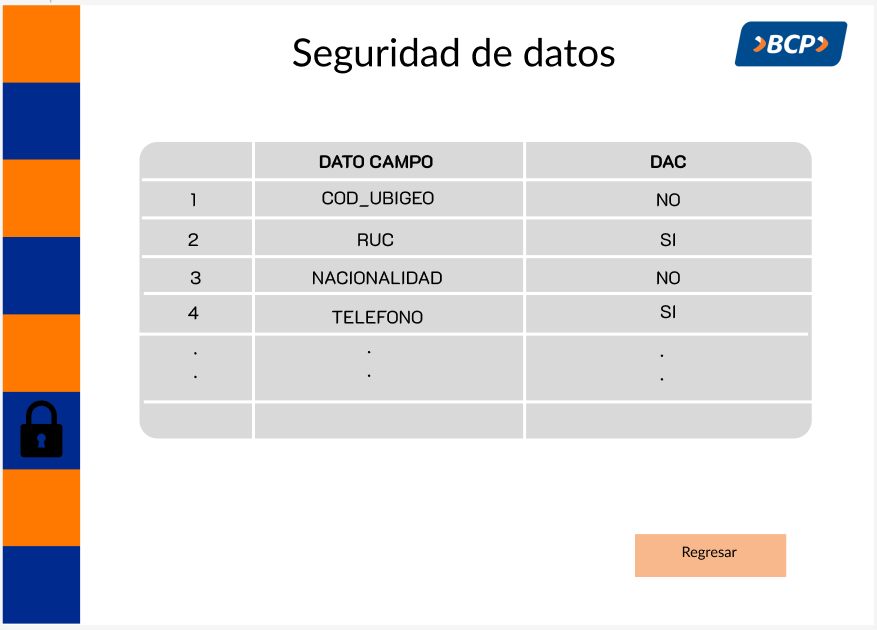 Seguridad de datos
>BCP>
DATO CAMPO DAC
1 COD_UBIGEO NO
2 RUC SI
3 NACIONALIDAD NO
4 TELEFONO SI
. . .
. . .
Regresar